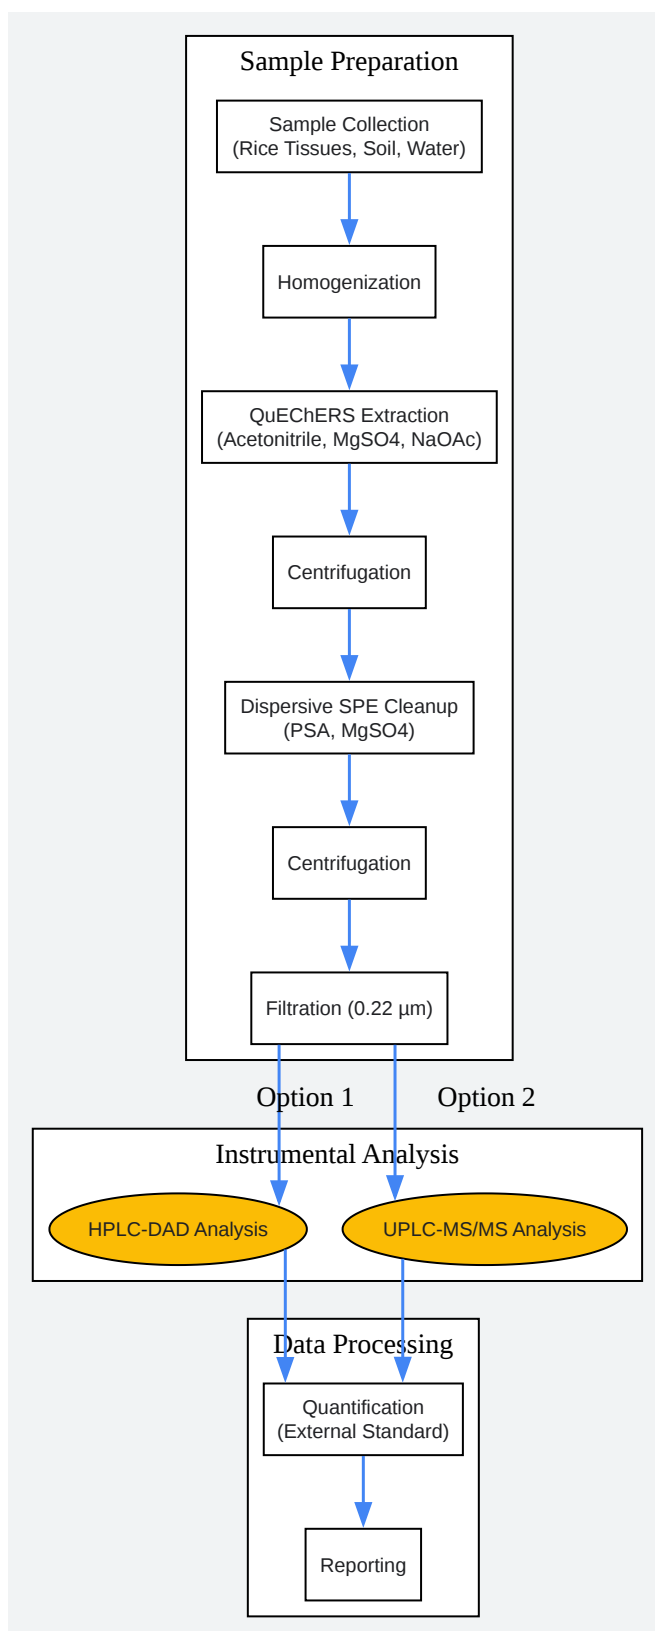 Sample Preparation
Sample Collection
(Rice Tissues, Soil, Water)
Homogenization
QuEChERS Extraction
(Acetonitrile, MgSO4, NaOAc)
Centrifugation
Dispersive SPE Cleanup
(PSA, MgSO4)
Centrifugation
Filtration (0.22 µm)
Option 1
Option 2
Instrumental Analysis
HPLC-DAD Analysis
UPLC-MS/MS Analysis
Data Processing
Quantification
(External Standard)
Reporting